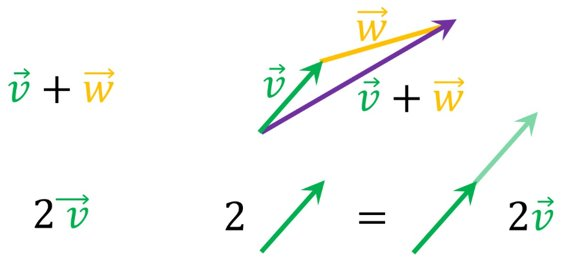 w⃗
v⃗ + w⃗ v⃗ v⃗ + w⃗
2v⃗ 2 = 2v⃗